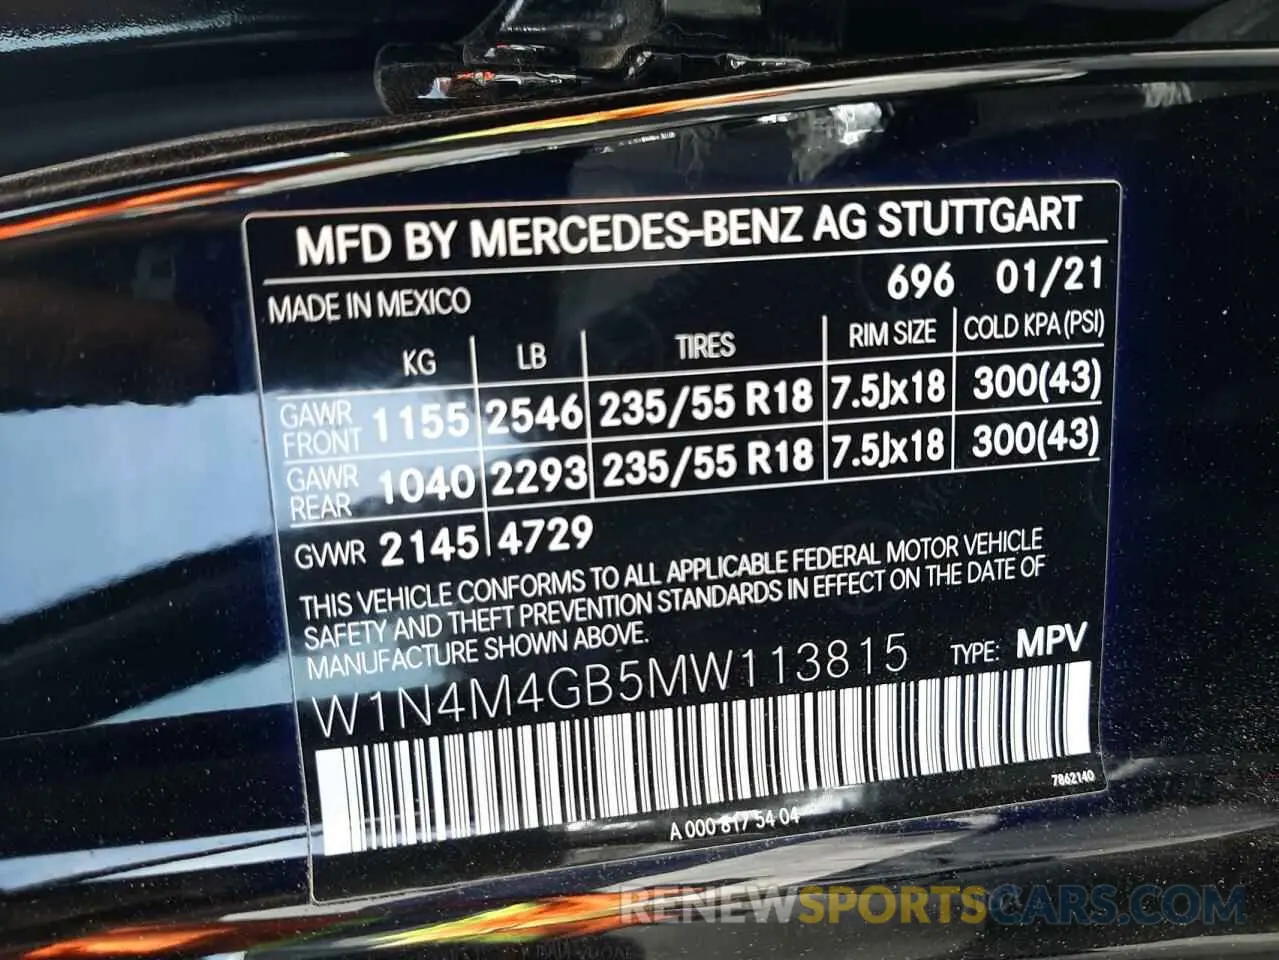 MFD BY MERCEDES-BENZ AG STUTTGART
MADE IN MEXICO 696 01/21
KG LB TIRES RIM SIZE COLD KPA(PSI)
GAWR FRONT 1155 2546 235/55 R18 7.5Jx18 300(43)
GAWR REAR 1040 2293 235/55 R18 7.5Jx18 300(43)
GVWR 2145 4729
THIS VEHICLE CONFORMS TO ALL APPLICABLE FEDERAL MOTOR VEHICLE
SAFETY AND THEFT PREVENTION STANDARDS IN EFFECT ON THE DATE OF
MANUFACTURE SHOWN ABOVE.
W1N4M4GB5MW113815 TYPE: MPV
7862140
A 000 817 54 04
RENEWSPORTSCARS.COM